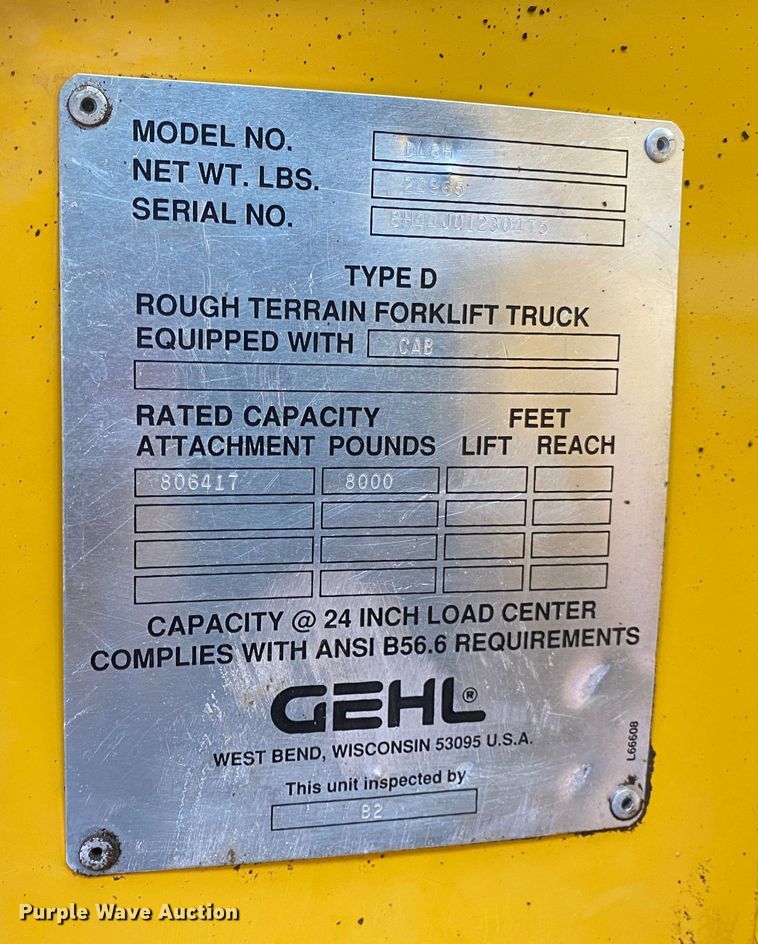 MODEL NO. DL8H
NET WT. LBS.
SERIAL NO.
TYPE D
ROUGH TERRAIN FORKLIFT TRUCK
EQUIPPED WITH CAB
RATED CAPACITY FEET
ATTACHMENT POUNDS LIFT REACH
806417 8000
CAPACITY @ 24 INCH LOAD CENTER
COMPLIES WITH ANSI B56.6 REQUIREMENTS
GEHL®
WEST BEND, WISCONSIN 53095 U.S.A.
This unit inspected by
B2
L66608
Purple Wave Auction